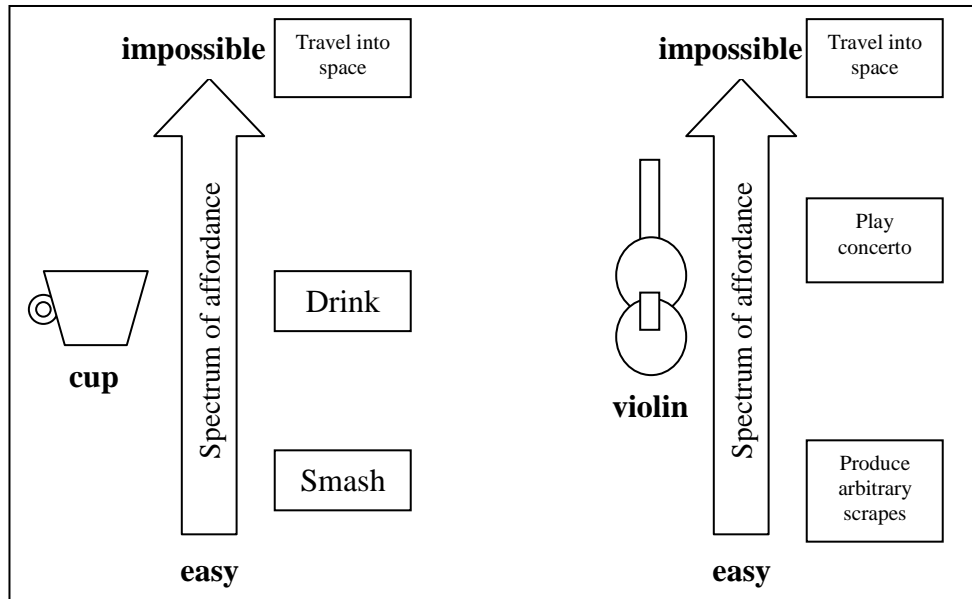 impossible
Travel into
space
Spectrum of affordance
Drink
cup
Smash
easy
impossible
Travel into
space
Spectrum of affordance
Play
concerto
violin
Produce
arbitrary
scrapes
easy